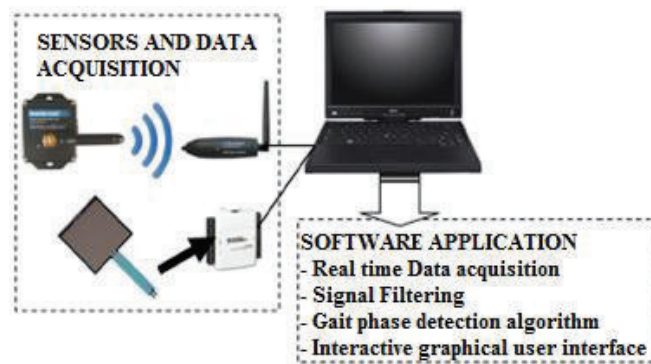 SENSORS AND DATA
ACQUISITION
SOFTWARE APPLICATION
- Real time Data acquisition
- Signal Filtering
- Gait phase detection algorithm
- Interactive graphical user interface